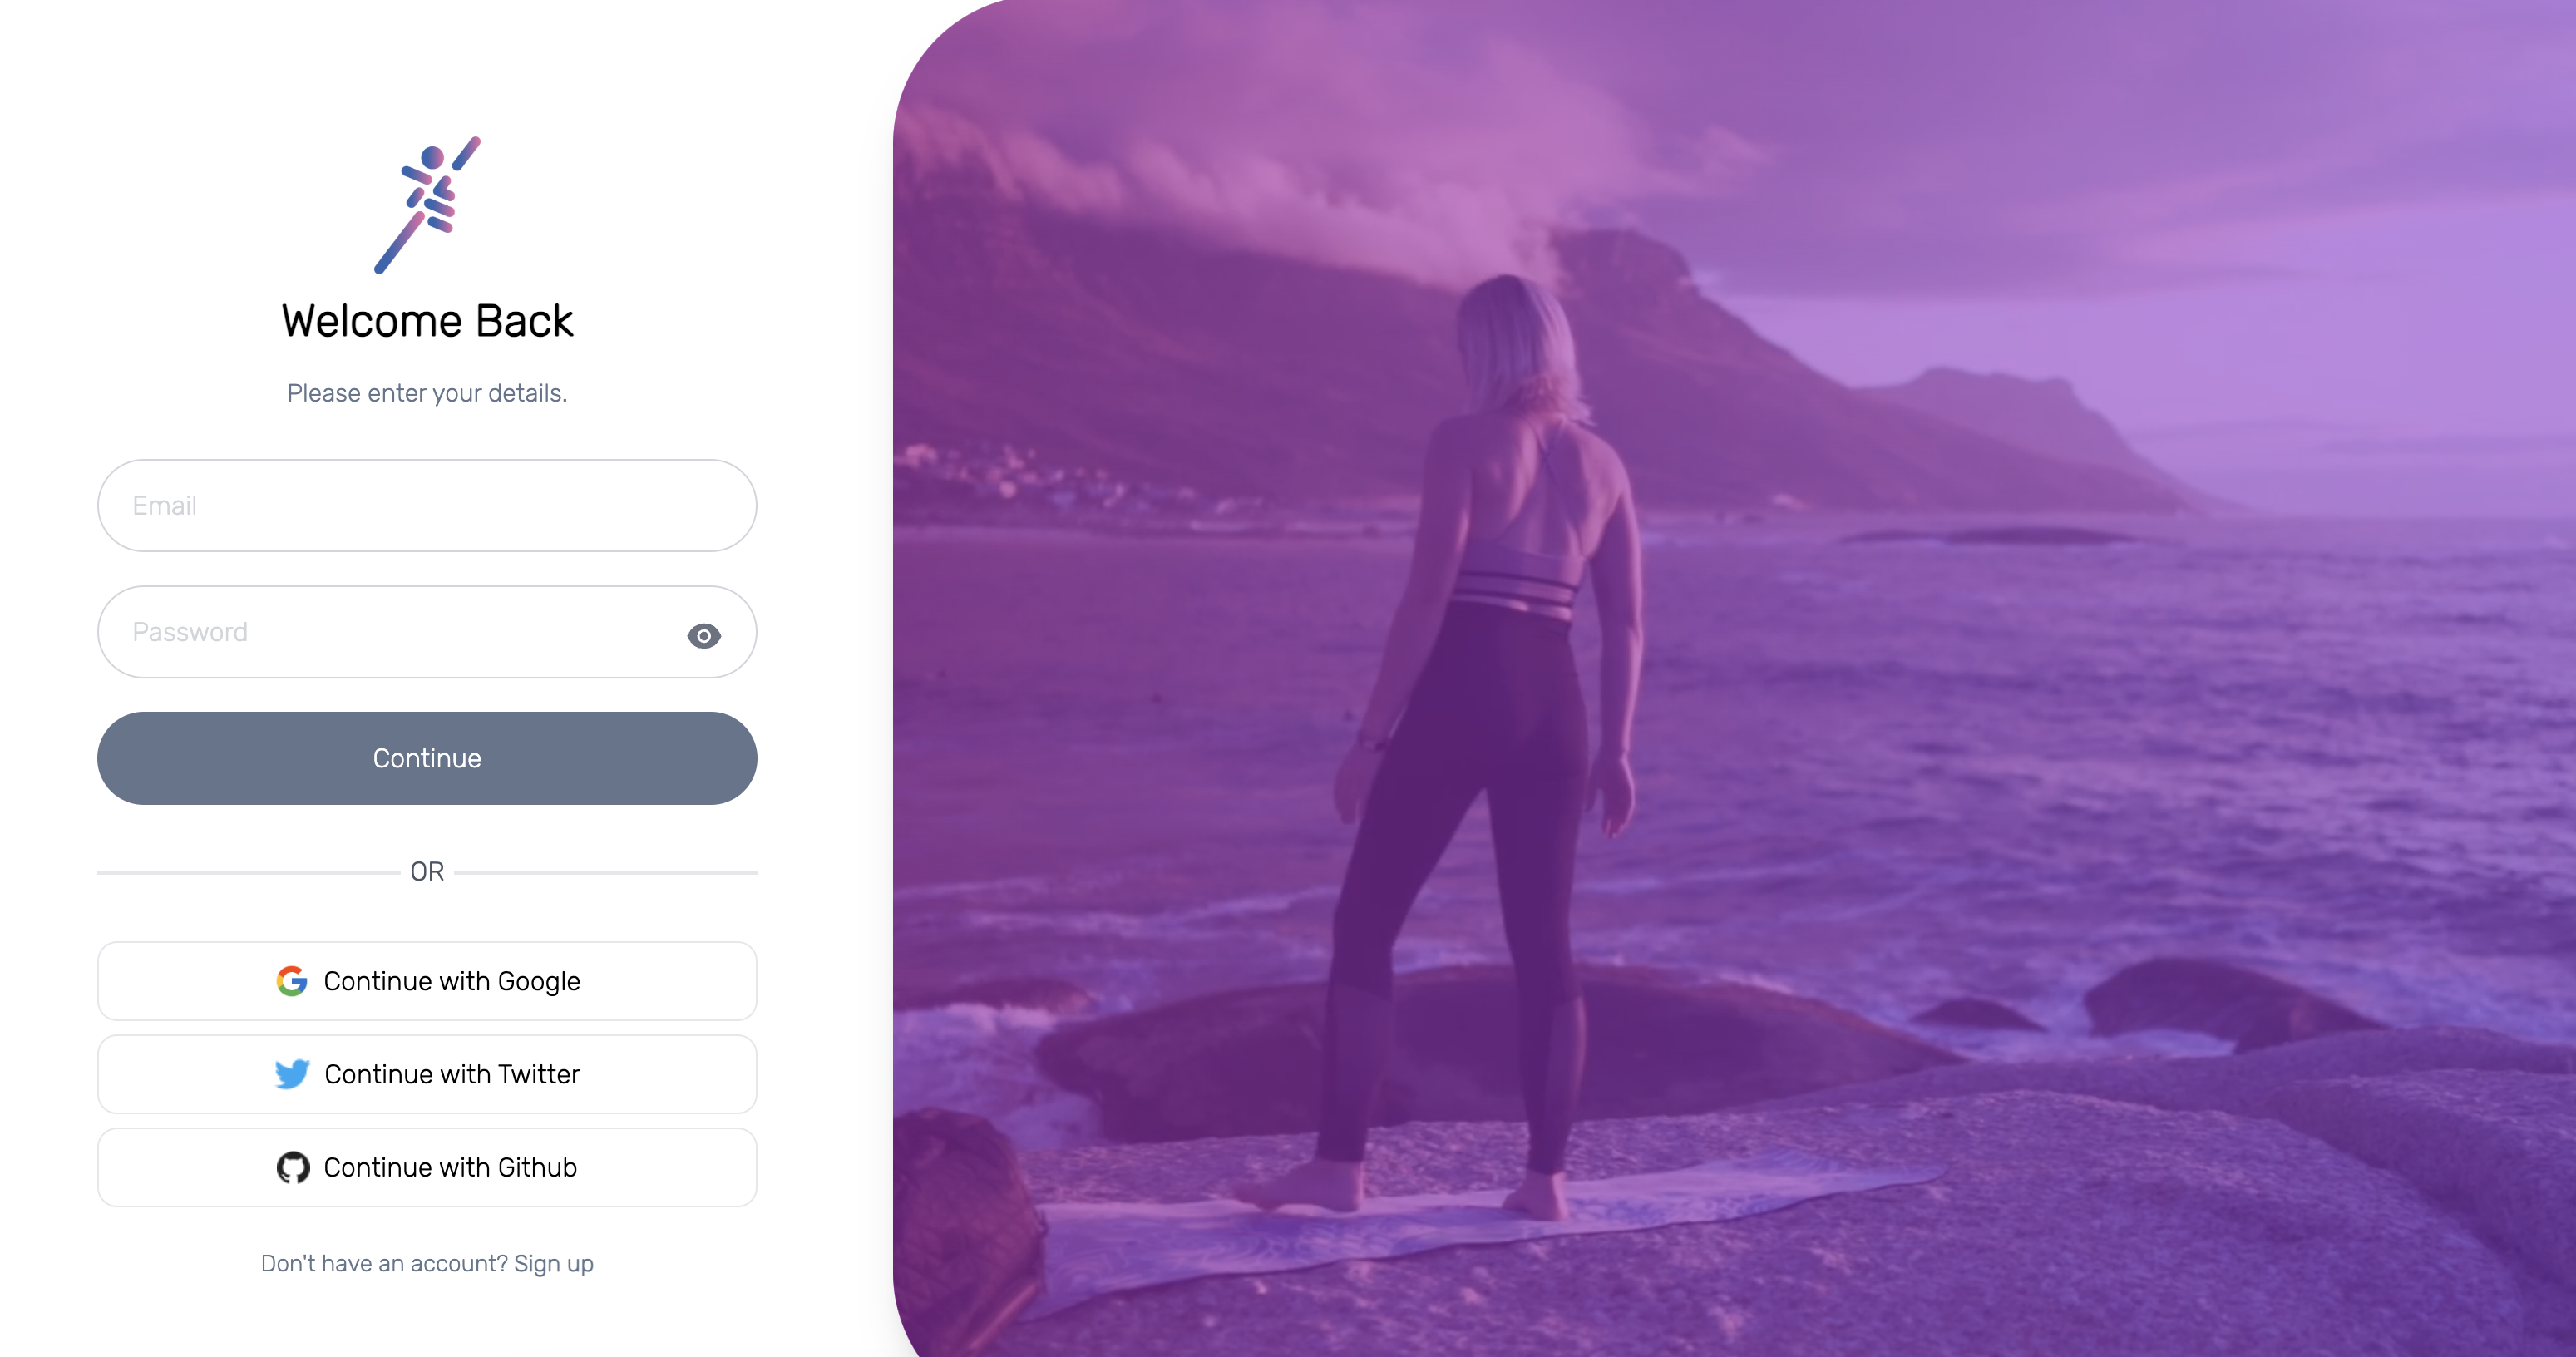 Welcome Back
Please enter your details.
Email
Password
Continue
OR
Continue with Google
Continue with Twitter
Continue with Github
Don't have an account? Sign up